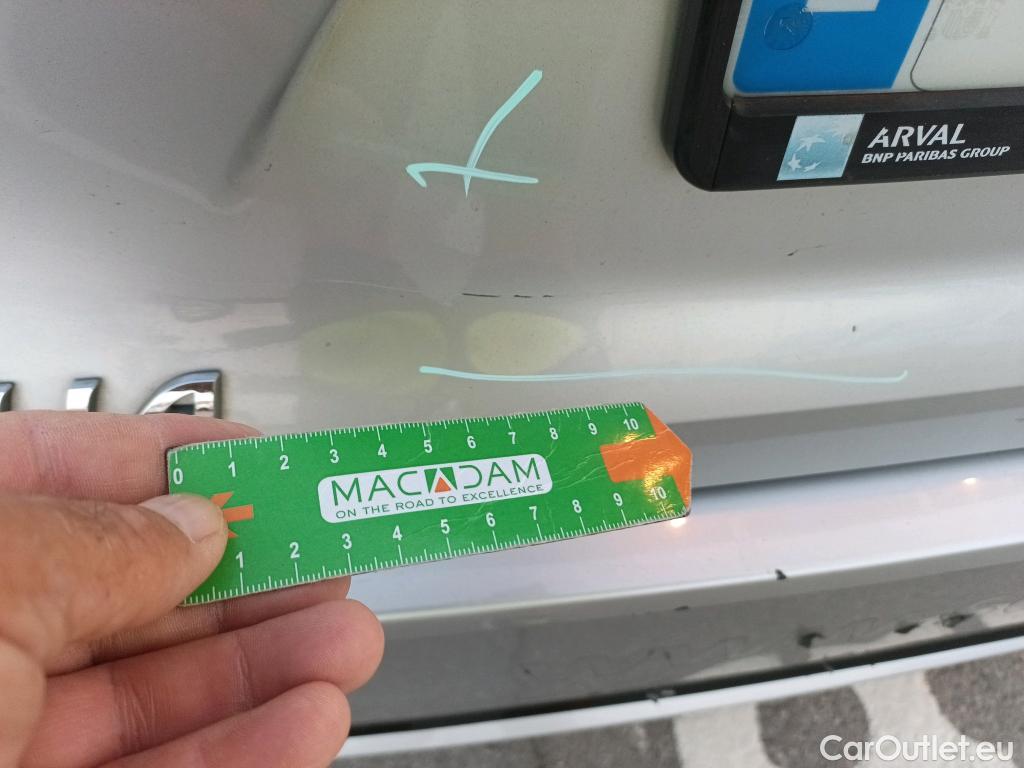 ARVAL
BNP PARIBAS GROUP
0 1 2 3 4 5 6 7 8 9 10
MACADAM
ON THE ROAD TO EXCELLENCE
1 2 3 4 5 6 7 8 9 10
CarOutlet.eu